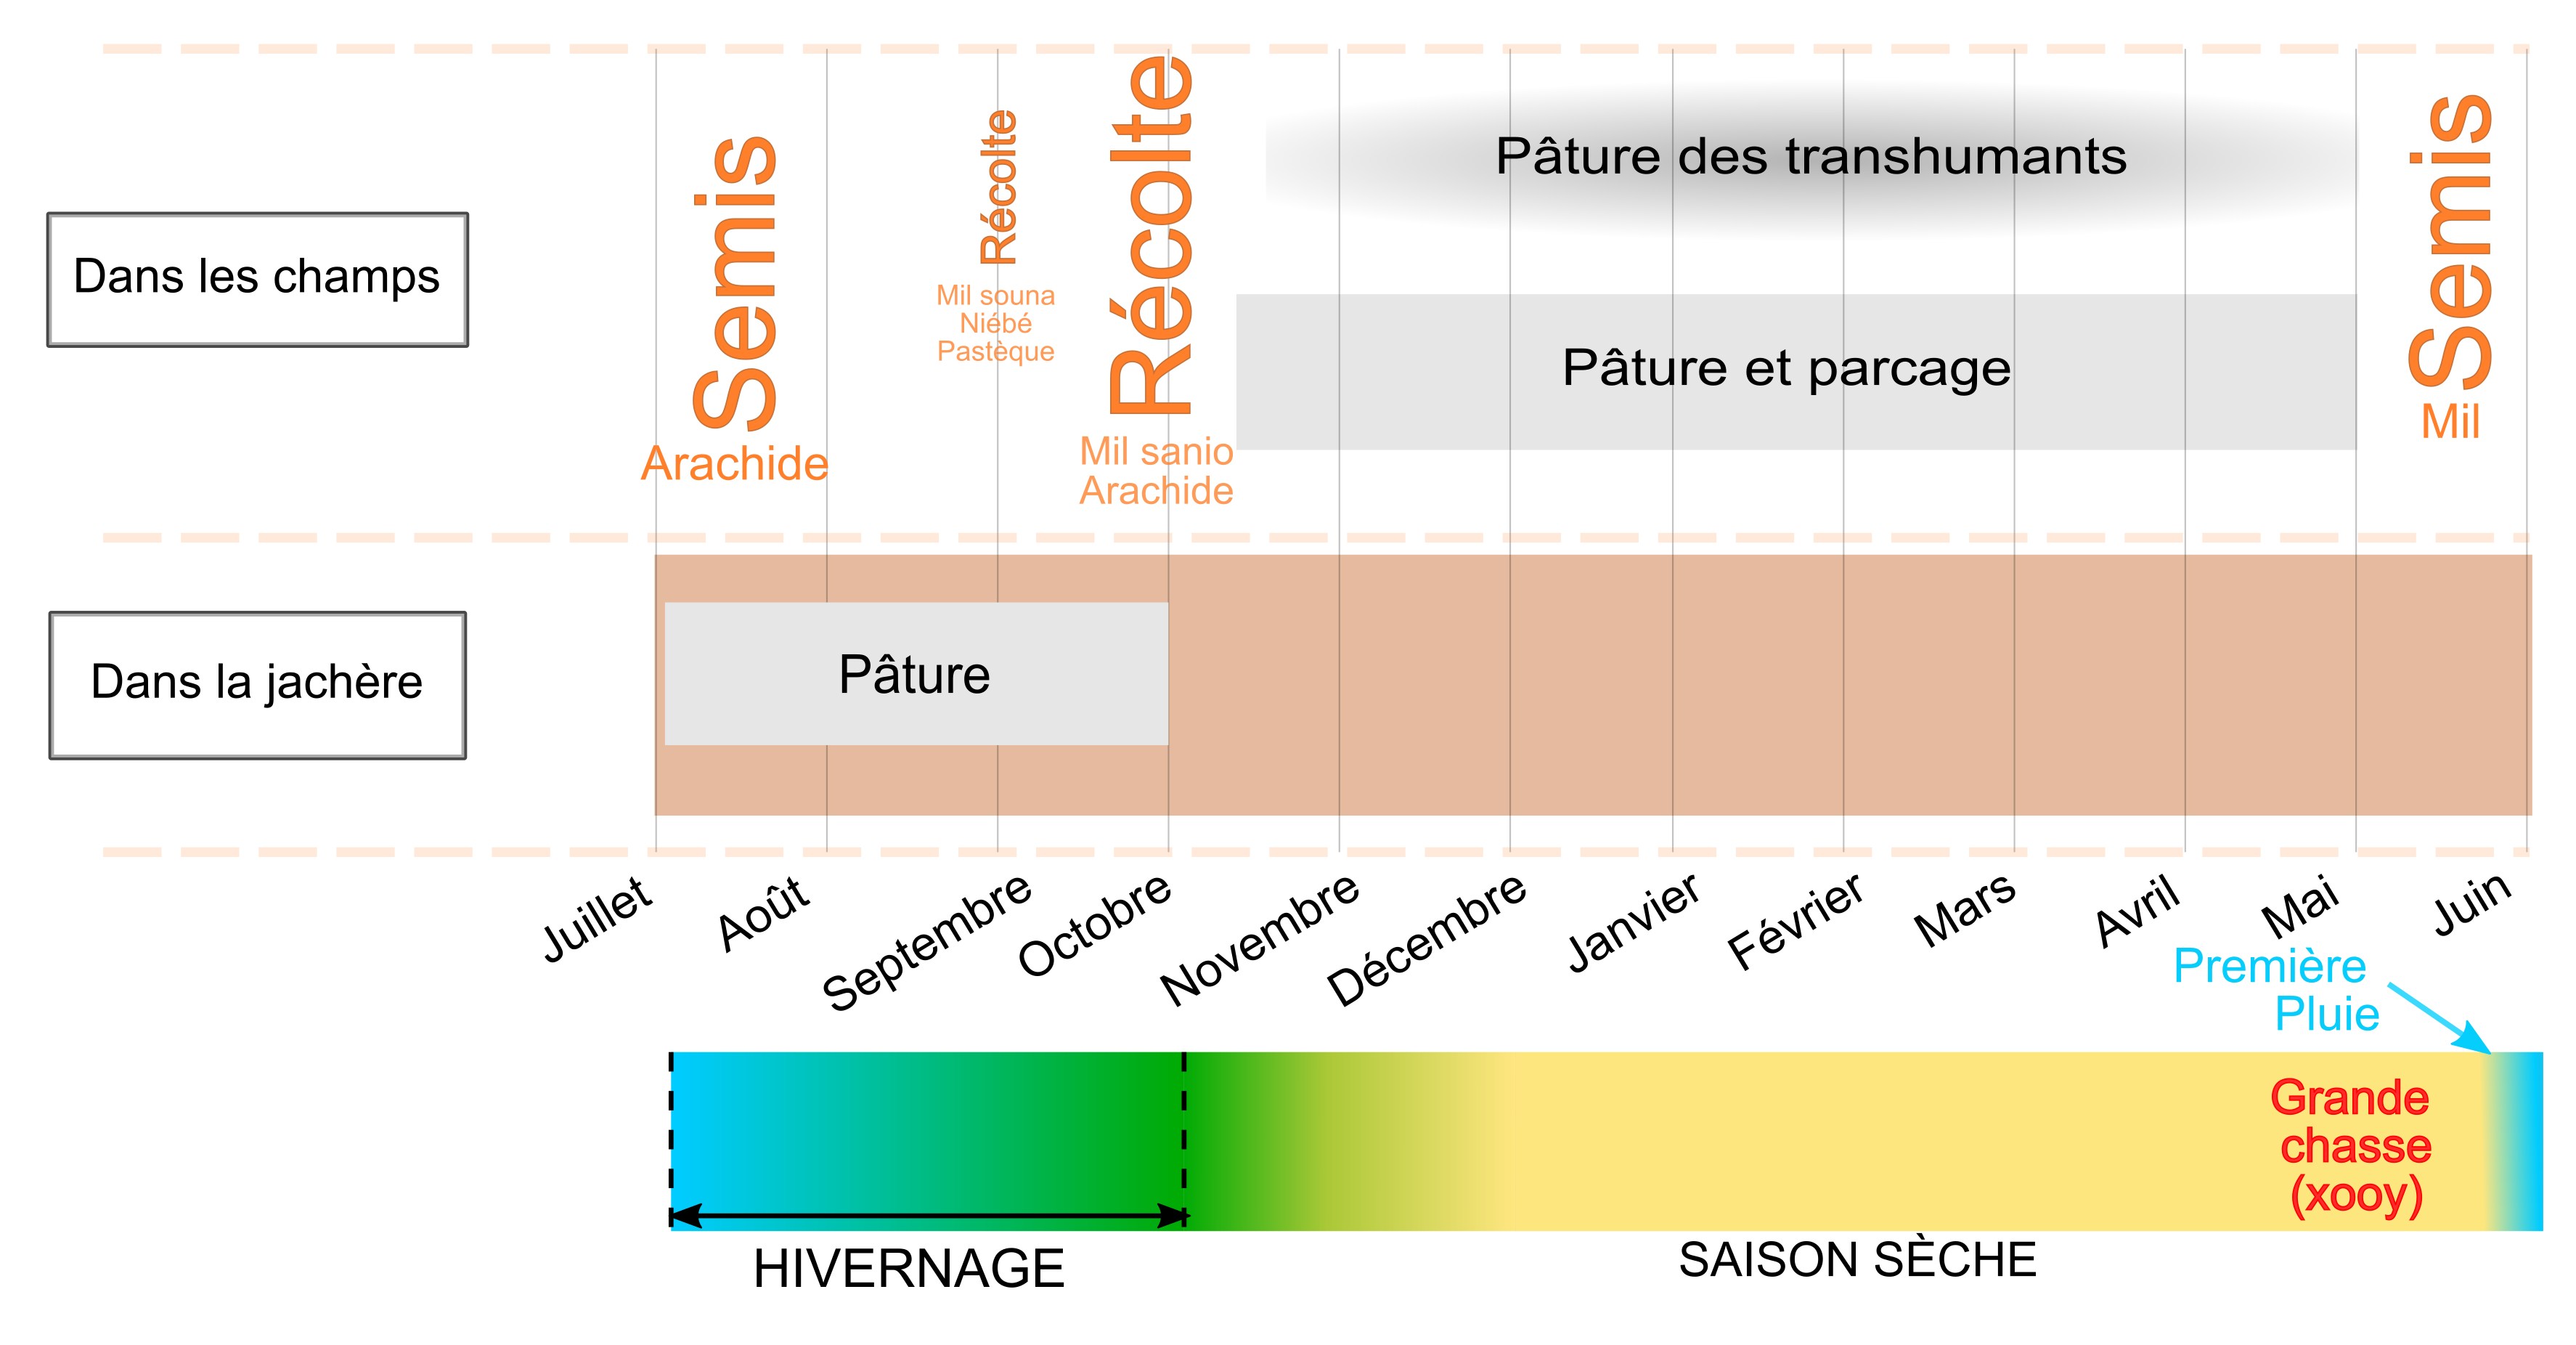 Dans les champs
Semis
Arachide
Récolte
Mil souna
Niébé
Pastèque
Récolte
Mil sanio
Arachide
Pâture des transhumants
Pâture et parcage
Semis
Mil
Dans la jachère
Pâture
Juillet
Août
Septembre
Octobre
Novembre
Décembre
Janvier
Février
Mars
Avril
Mai
Juin
Première
Pluie
Grande
chasse
(xooy)
HIVERNAGE
SAISON SÈCHE